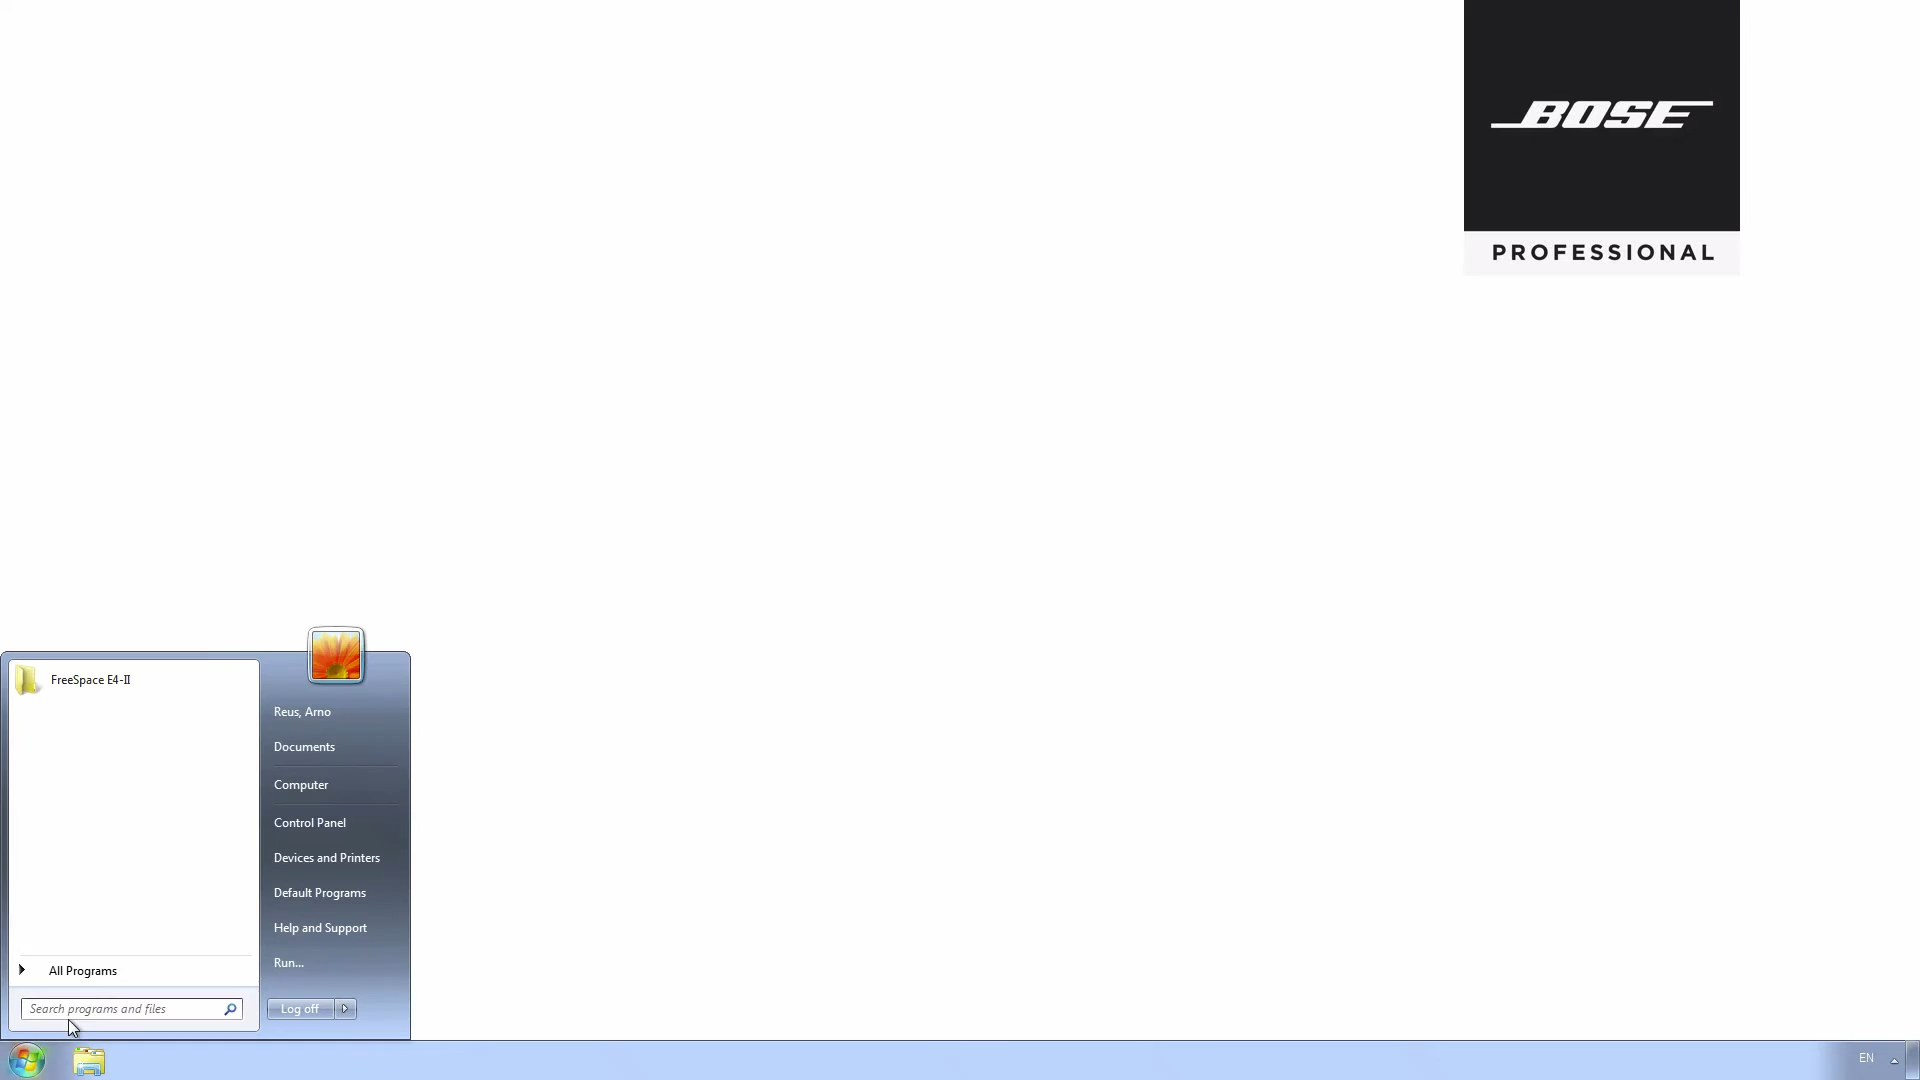 BOSE
PROFESSIONAL
FreeSpace E4-II
Reus, Arno
Documents
Computer
Control Panel
Devices and Printers
Default Programs
Help and Support
Run...
All Programs
Search programs and files
Log off
EN